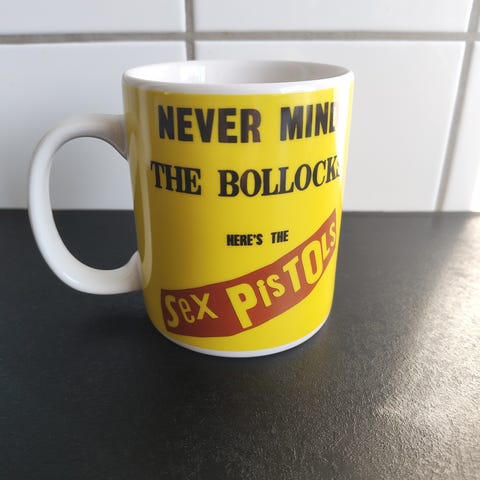 NEVER MIND
THE BOLLOCKS
HERE'S THE
Sex PisTOLS